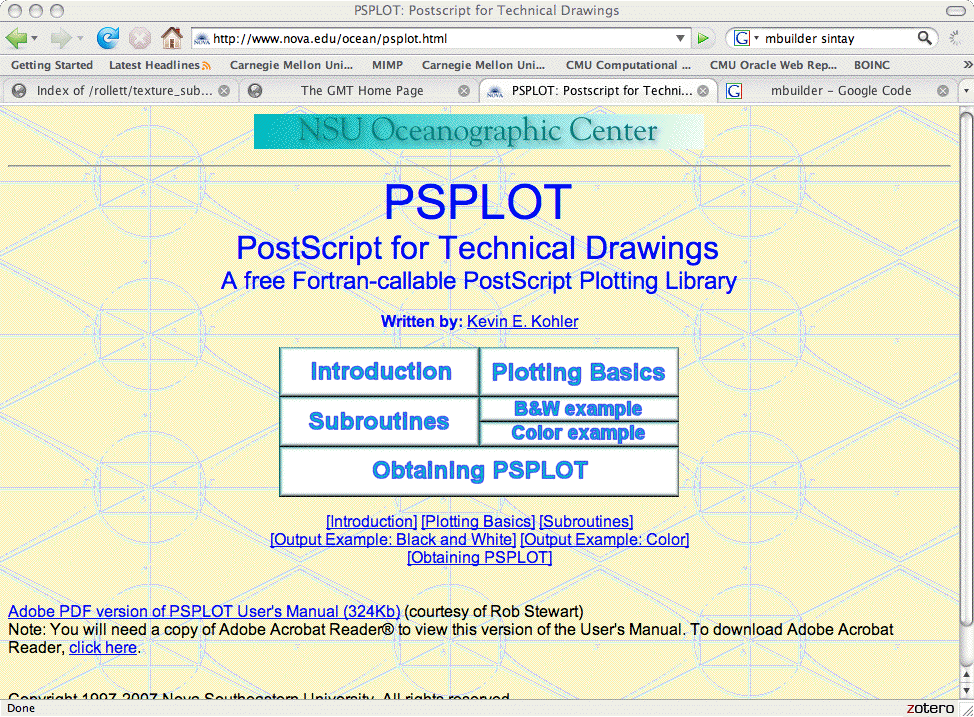 PSPLOT: Postscript for Technical Drawings
http://www.nova.edu/ocean/psplot.html
G mbuilder sintay
Getting Started Latest Headlines Carnegie Mellon Uni... MIMP Carnegie Mellon Uni... CMU Computational ... CMU Oracle Web Rep... BOINC »
Index of /rollett/texture_sub... The GMT Home Page PSPLOT: Postscript for Techni... G mbuilder - Google Code
NSU Oceanographic Center
PSPLOT
PostScript for Technical Drawings
A free Fortran-callable PostScript Plotting Library
Written by: Kevin E. Kohler
Introduction Plotting Basics
Subroutines B&W example
Color example
Obtaining PSPLOT
[Introduction] [Plotting Basics] [Subroutines]
[Output Example: Black and White] [Output Example: Color]
[Obtaining PSPLOT]
Adobe PDF version of PSPLOT User's Manual (324Kb) (courtesy of Rob Stewart)
Note: You will need a copy of Adobe Acrobat Reader® to view this version of the User's Manual. To download Adobe Acrobat
Reader, click here.
Copyright 1997-2007 Nova Southeastern University. All rights reserved.
Done zotero